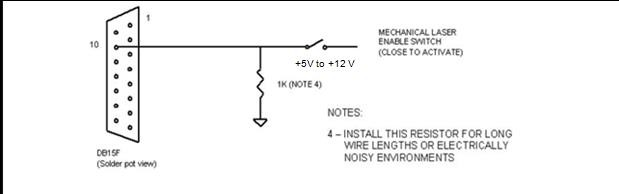 1
10
MECHANICAL LASER
ENABLE SWITCH
(CLOSE TO ACTIVATE)
+5V to +12 V
1K (NOTE 4)
NOTES:
4 – INSTALL THIS RESISTOR FOR LONG
WIRE LENGTHS OR ELECTRICALLY
NOISY ENVIRONMENTS
DB15F
(Solder pot view)